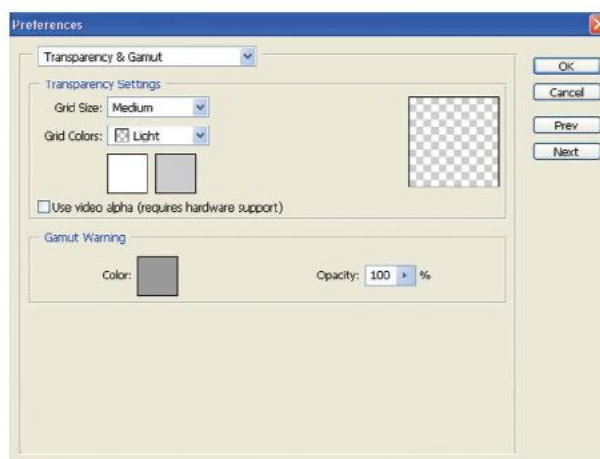 Preferences
Transparency & Gamut
OK
Transparency Settings
Cancel
Grid Size: Medium
Prev
Grid Colors: Light
Next
Use video alpha (requires hardware support)
Gamut Warning
Color:
Opacity: 100 %